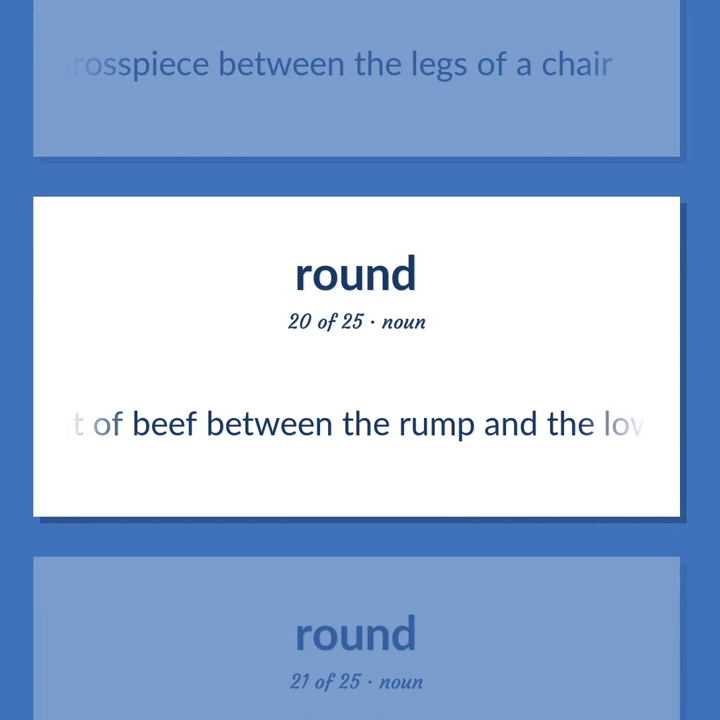 rosspiece between the legs of a chair
round
20 of 25 · noun
t of beef between the rump and the low
round
21 of 25 · noun